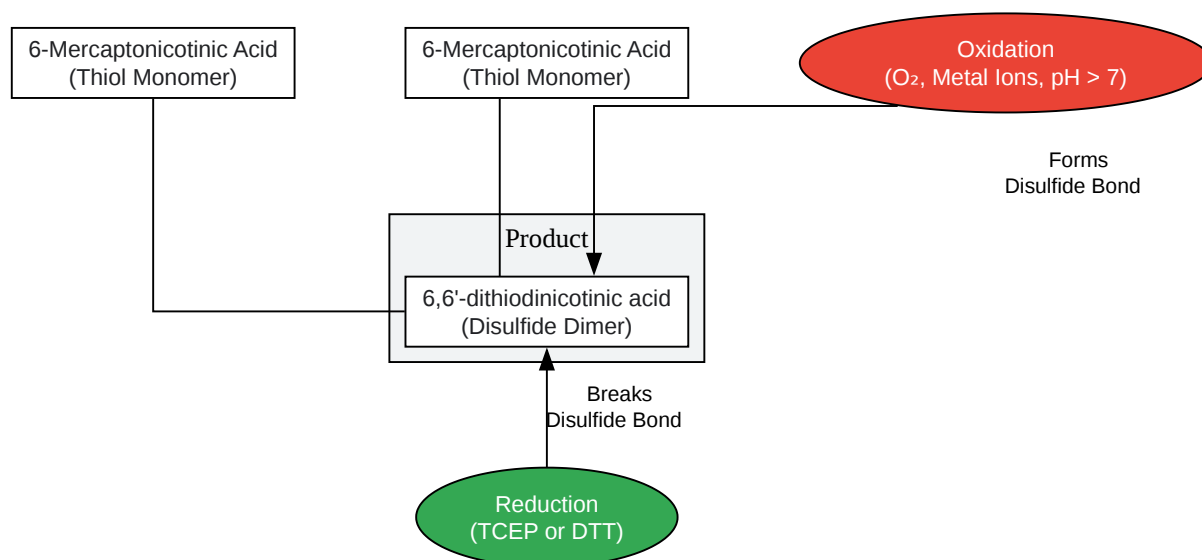 6-Mercaptonicotinic Acid
(Thiol Monomer)
6-Mercaptonicotinic Acid
(Thiol Monomer)
Oxidation
(O₂, Metal Ions, pH > 7)
Forms
Disulfide Bond
Product
6,6'-dithiodinicotinic acid
(Disulfide Dimer)
Breaks
Disulfide Bond
Reduction
(TCEP or DTT)